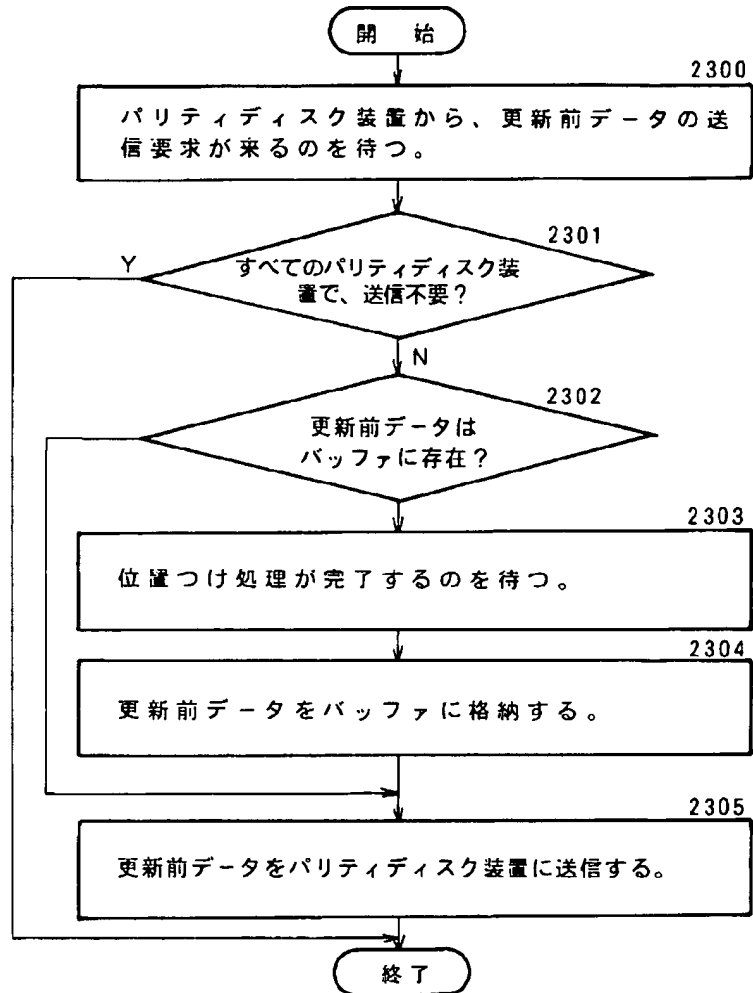 開 始
2300
パリティディスク装置から、更新前データの送
信要求が来るのを待つ。
2301
Y
すべてのパリティディスク装
置で、送信不要？
N
2302
更新前データは
バッファに存在？
2303
位置つけ処理が完了するのを待つ。
2304
更新前データをバッファに格納する。
2305
更新前データをパリティディスク装置に送信する。
終了